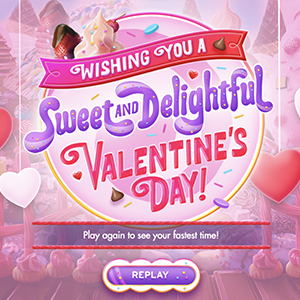 WISHING YOU A
Sweet AND Delightful
VALENTINE'S
DAY!
Play again to see your fastest time!
REPLAY